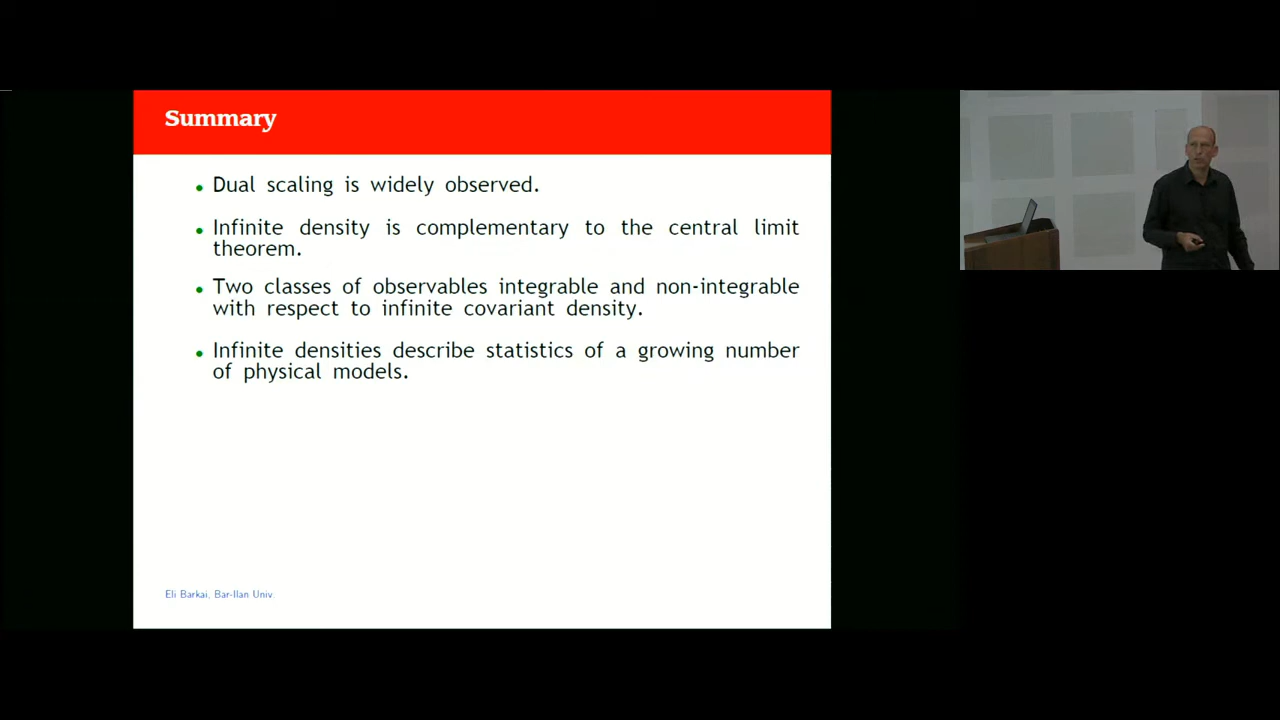 Summary
• Dual scaling is widely observed.
• Infinite density is complementary to the central limit
theorem.
• Two classes of observables integrable and non-integrable
with respect to infinite covariant density.
• Infinite densities describe statistics of a growing number
of physical models.
Eli Barkai, Bar-Ilan Univ.